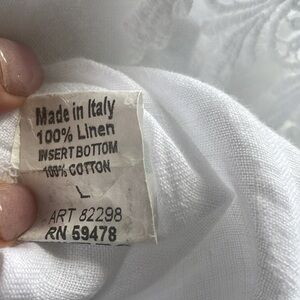 Made in Italy
100% Linen
INSERT BOTTOM
100% COTTON
L
ART 82298
RN 59478